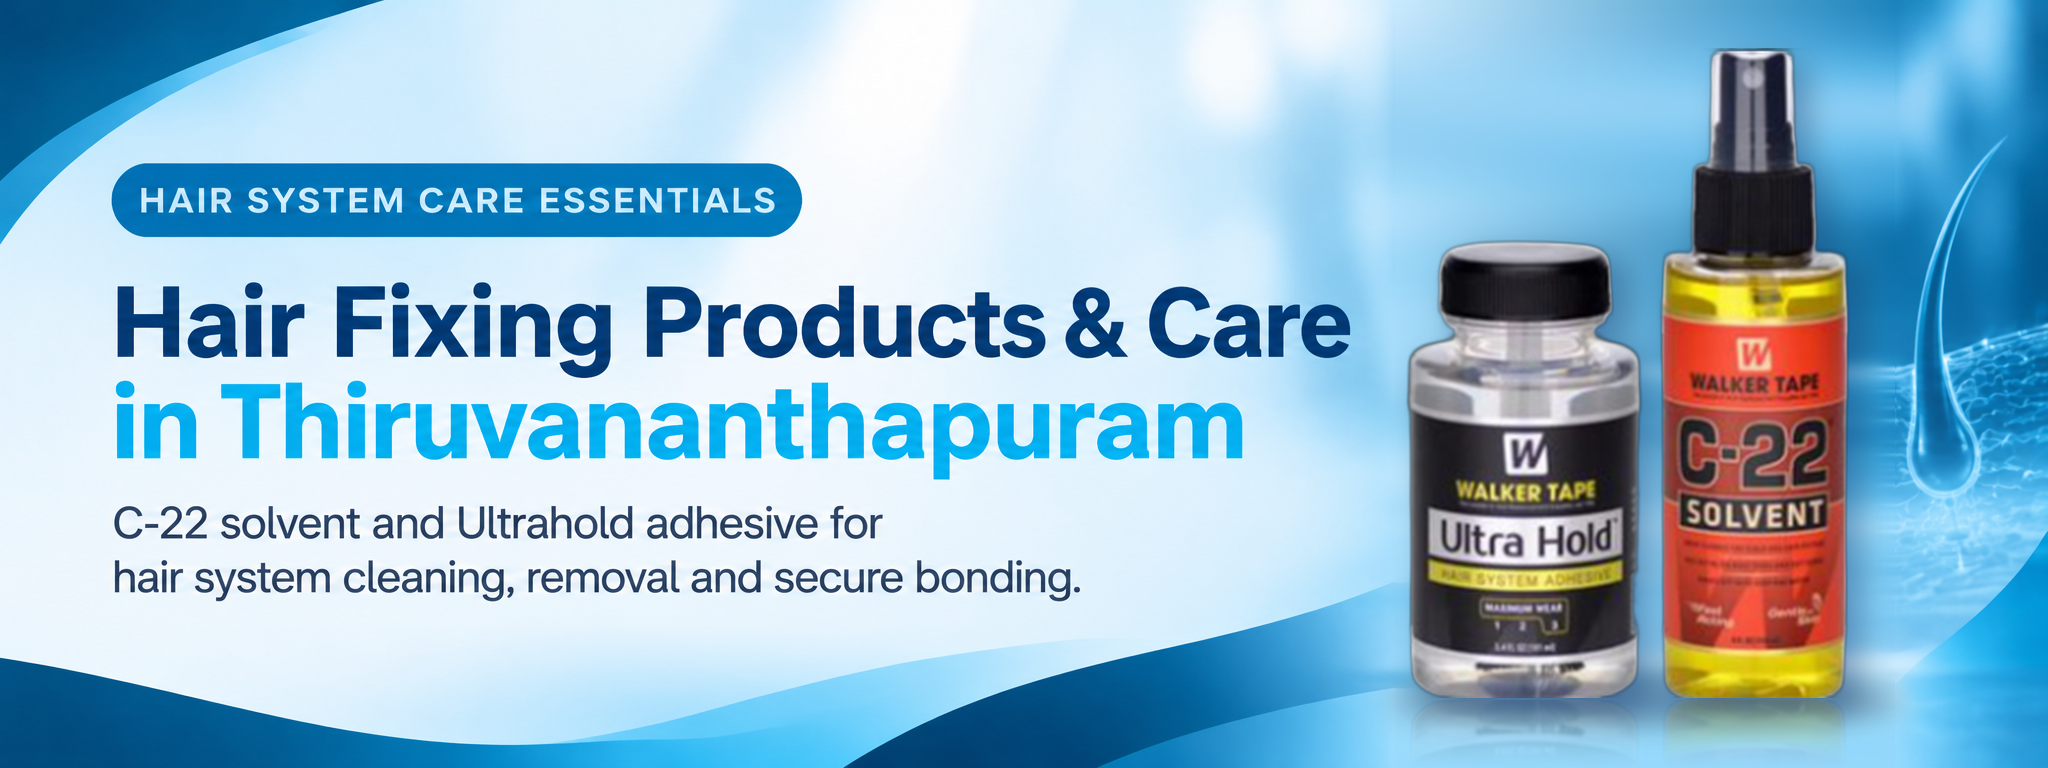 HAIR SYSTEM CARE ESSENTIALS
Hair Fixing Products & Care
in Thiruvananthapuram
C-22 solvent and Ultrahold adhesive for
hair system cleaning, removal and secure bonding.
W
WALKER TAPE
Ultra Hold
HAIR SYSTEM ADHESIVE
MAXIMUM WEAR
1 2 3
W
WALKER TAPE
C-22
SOLVENT